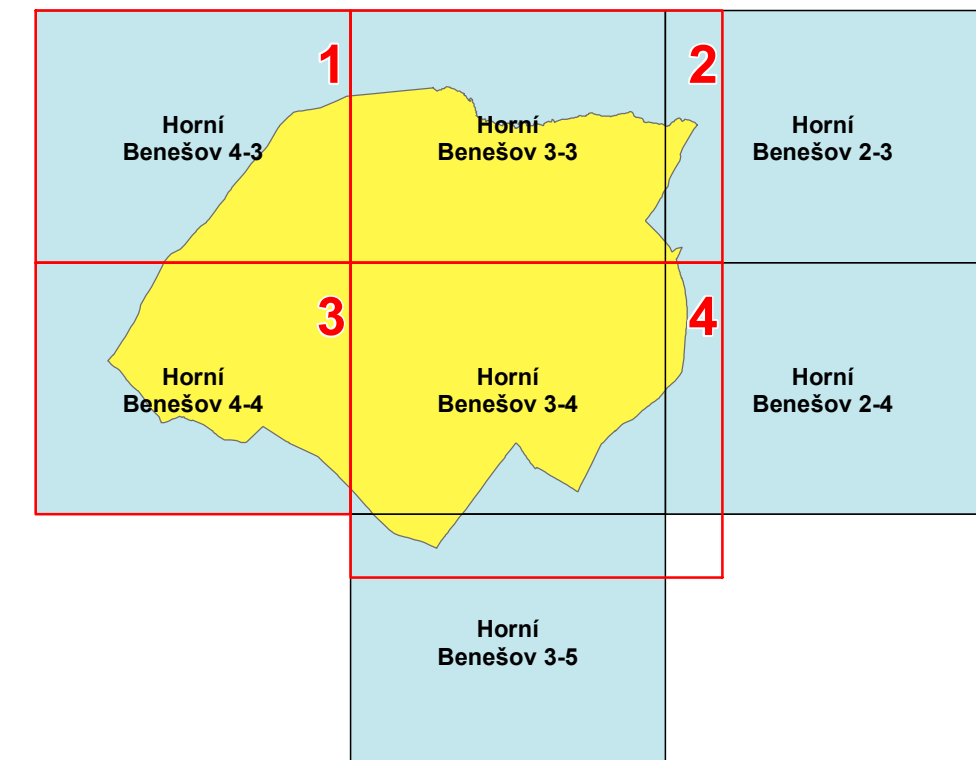 1
2
Horní
Benešov 4-3
Horní
Benešov 3-3
Horní
Benešov 2-3
3
4
Horní
Benešov 4-4
Horní
Benešov 3-4
Horní
Benešov 2-4
Horní
Benešov 3-5